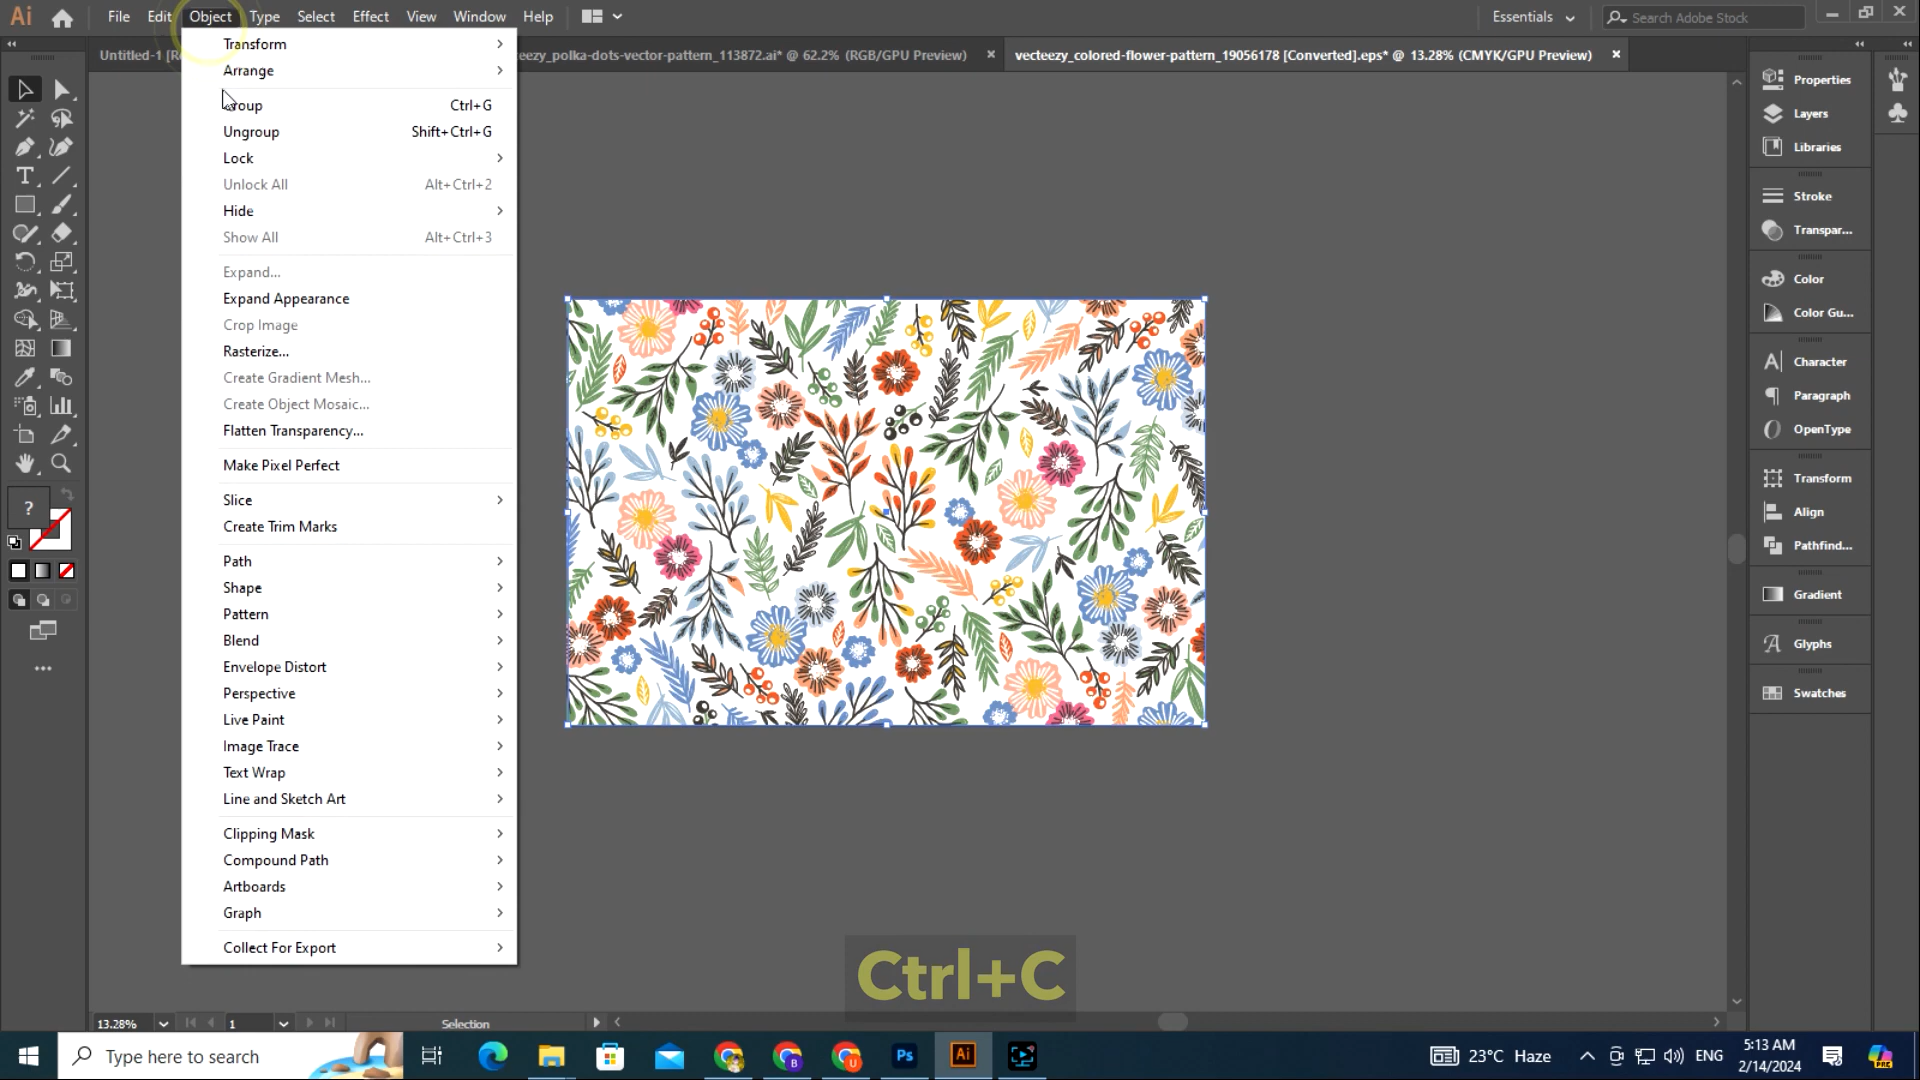 Ai File Edit Object Type Select Effect View Window Help Essentials Search Adobe Stock
Untitled-1 [R
eezy_polka-dots-vector-pattern_113872.ai* @ 62.2% (RGB/GPU Preview) ×
vecteezy_colored-flower-pattern_19056178 [Converted].eps* @ 13.28% (CMYK/GPU Preview) ×
Transform
Arrange
Group Ctrl+G
Ungroup Shift+Ctrl+G
Lock
Unlock All Alt+Ctrl+2
Hide
Show All Alt+Ctrl+3
Expand...
Expand Appearance
Crop Image
Rasterize...
Create Gradient Mesh...
Create Object Mosaic...
Flatten Transparency...
Make Pixel Perfect
Slice
Create Trim Marks
Path
Shape
Pattern
Blend
Envelope Distort
Perspective
Live Paint
Image Trace
Text Wrap
Line and Sketch Art
Clipping Mask
Compound Path
Artboards
Graph
Collect For Export
?
Properties
Layers
Libraries
Stroke
Transpar...
Color
Color Gu...
Character
Paragraph
OpenType
Transform
Align
Pathfind...
Gradient
Glyphs
Swatches
Ctrl+C
13.28% 1 Selection
Type here to search
Ps
Ai
23°C Haze
ENG
5:13 AM
2/14/2024